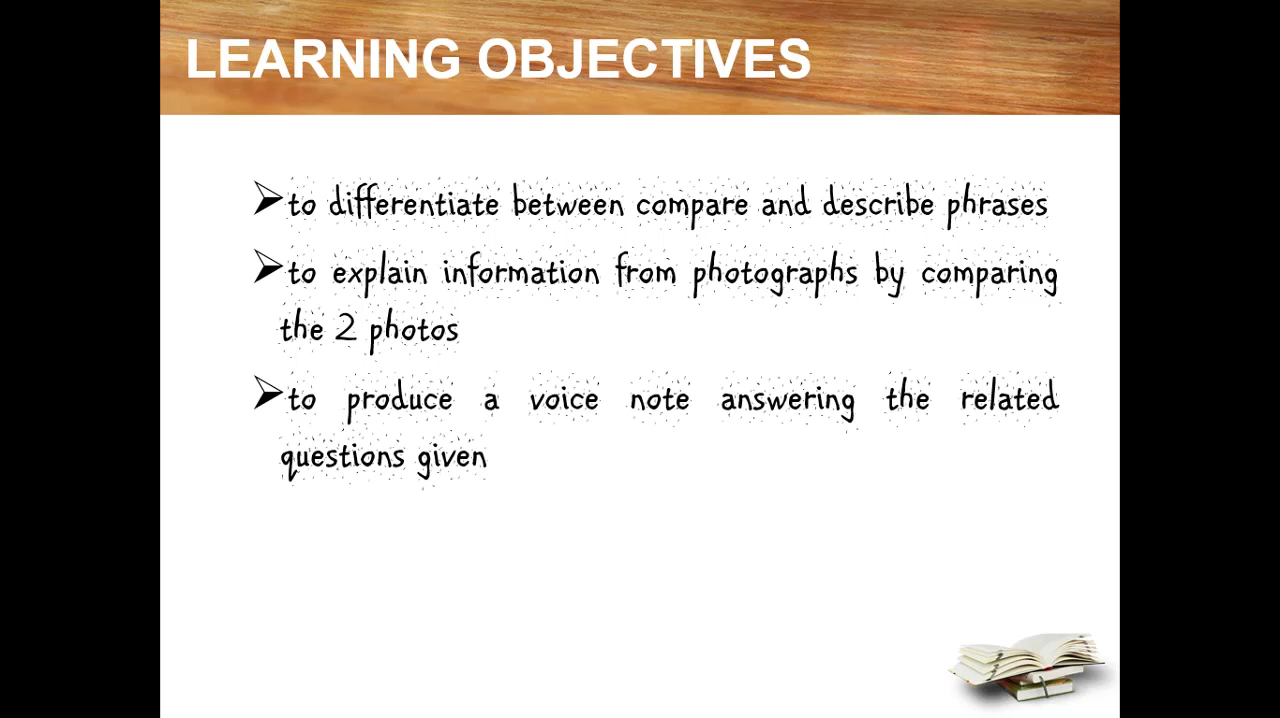 LEARNING OBJECTIVES
➢to differentiate between compare and describe phrases
➢to explain information from photographs by comparing
the 2 photos
➢to produce a voice note answering the related
questions given